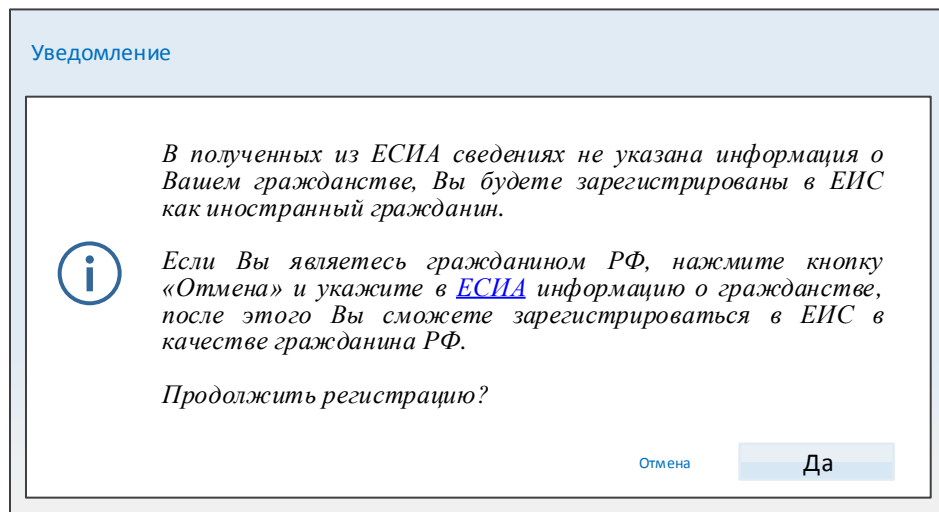 Уведомление
В полученных из ЕСИА сведениях не указана информация о
Вашем гражданстве, Вы будете зарегистрированы в ЕИС
как иностранный гражданин.
Если Вы являетесь гражданином РФ, нажмите кнопку
«Отмена» и укажите в ЕСИА информацию о гражданстве,
после этого Вы сможете зарегистрироваться в ЕИС в
качестве гражданина РФ.
Продолжить регистрацию?
Отмена
Да